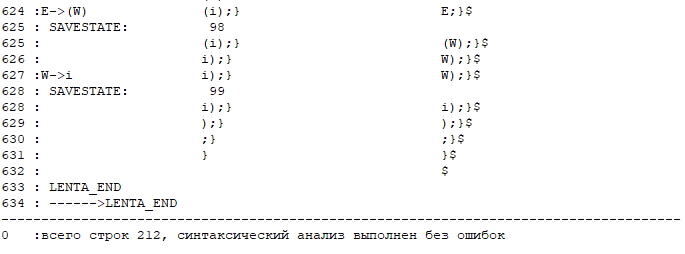 624 :E->(W)              (i);}                         E;}$
625 : SAVESTATE:          98
625 :                    (i);}                         (W);}$
626 :                    i);}                          W);}$
627 :W->i                i);}                          W);}$
628 : SAVESTATE:          99
628 :                    i);}                          i);}$
629 :                    );}                           );}$
630 :                    ;}                            ;}$
631 :                    }                             }$
632 :                                                  $
633 : LENTA_END
634 : ------>LENTA_END
------------------------------------------------------------------------------------
0   :всего строк 212, синтаксический анализ выполнен без ошибок